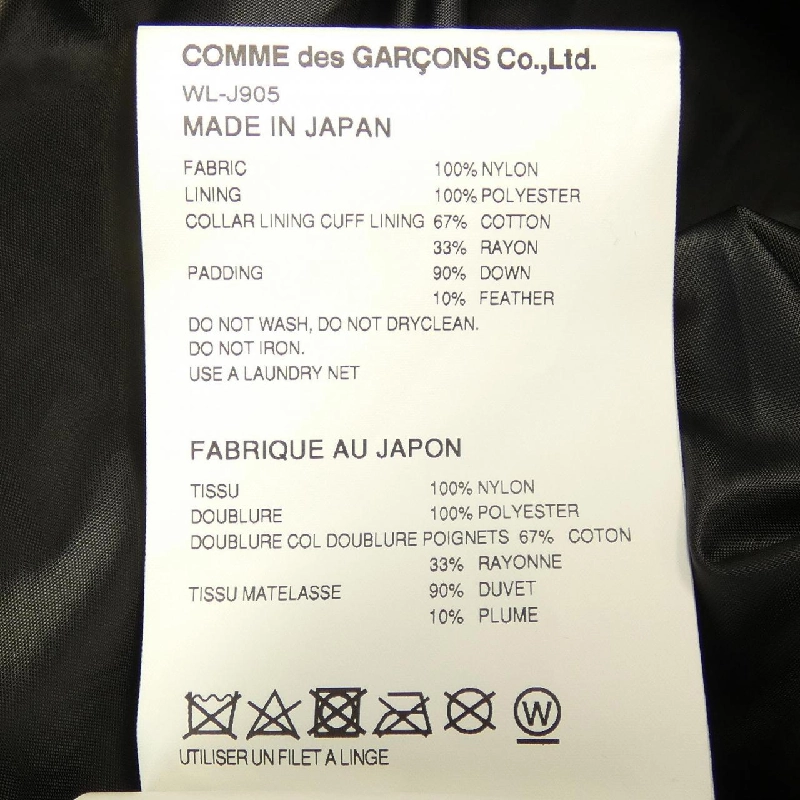 COMME des GARÇONS Co.,Ltd.
WL-J905
MADE IN JAPAN
FABRIC 100% NYLON
LINING 100% POLYESTER
COLLAR LINING CUFF LINING 67% COTTON
33% RAYON
PADDING 90% DOWN
10% FEATHER
DO NOT WASH, DO NOT DRYCLEAN.
DO NOT IRON.
USE A LAUNDRY NET
FABRIQUE AU JAPON
TISSU 100% NYLON
DOUBLURE 100% POLYESTER
DOUBLURE COL DOUBLURE POIGNETS 67% COTON
33% RAYONNE
TISSU MATELASSE 90% DUVET
10% PLUME
W
UTILISER UN FILET A LINGE